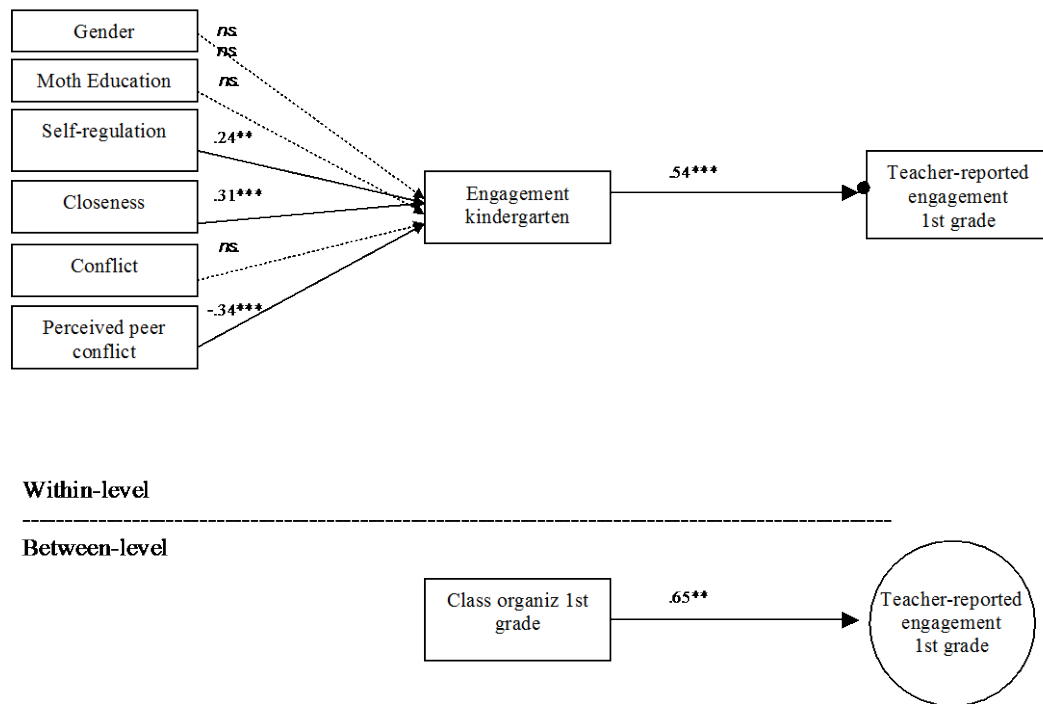 Gender
ns.
ns.
Moth Education
ns.
Self-regulation
.24**
Closeness
.31***
ns.
Conflict
-.34***
Perceived peer
conflict
Engagement
kindergarten
.54***
Teacher-reported
engagement
1st grade
Within-level
Between-level
Class organiz 1st
grade
.65**
Teacher-reported
engagement
1st grade